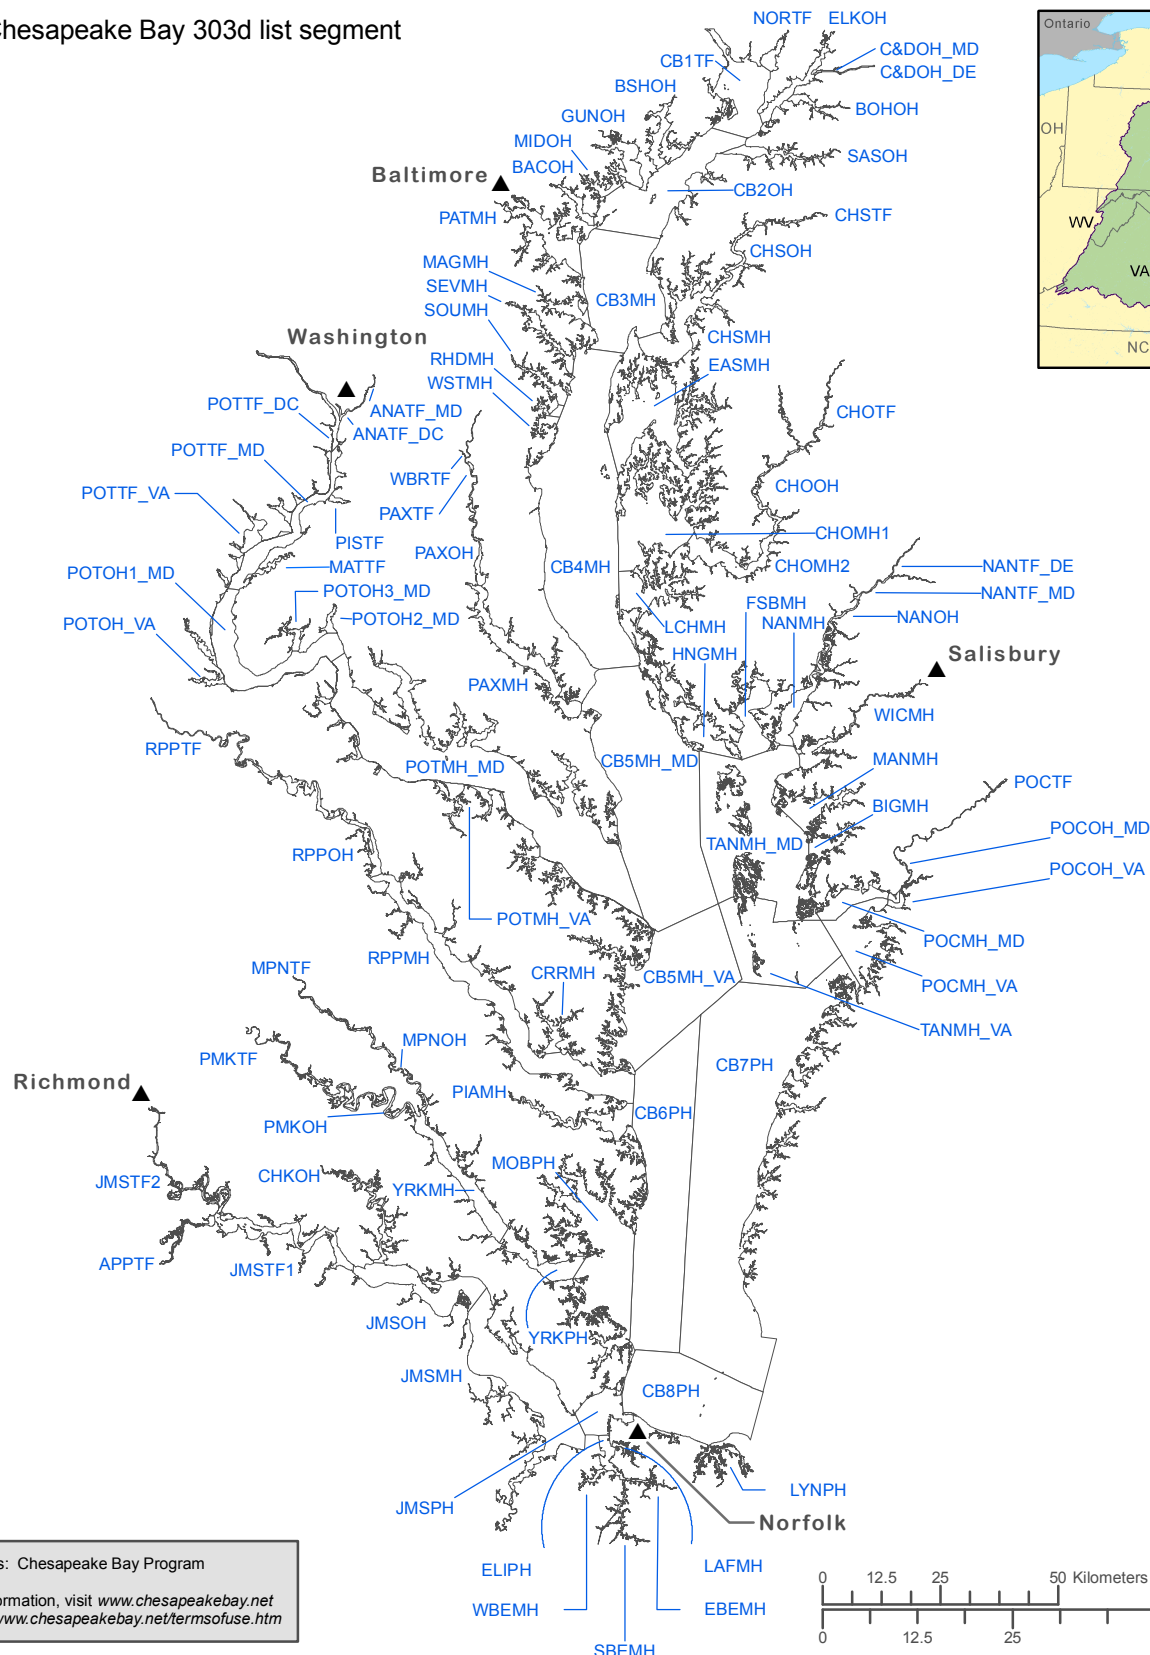 Chesapeake Bay 303d list segment
NORTF
ELKOH
C&DOH_MD
CB1TF
C&DOH_DE
BSHOH
BOHOH
GUNOH
MIDOH
SASOH
BACOH
Baltimore
CB2OH
PATMH
CHSTF
CHSOH
MAGMH
SEVMH
CB3MH
SOUMH
Washington
CHSMH
RHDMH
EASMH
WSTMH
POTTF_DC
ANATF_MD
CHOTF
ANATF_DC
POTTF_MD
WBRTF
CHOOH
POTTF_VA
PAXTF
PISTF
CHOMH1
PAXOH
MATTF
CB4MH
CHOMH2
NANTF_DE
POTOH1_MD
POTOH3_MD
NANTF_MD
FSBMH
POTOH2_MD
NANOH
POTOH_VA
LCHMH
NANMH
HNGMH
Salisbury
PAXMH
WICMH
RPPTF
CB5MH_MD
MANMH
POTMH_MD
POCTF
BIGMH
POCOH_MD
TANMH_MD
RPPOH
POCOH_VA
POTMH_VA
POCMH_MD
RPPMH
MPNTF
CRRMH
CB5MH_VA
POCMH_VA
TANMH_VA
MPNOH
PMKTF
CB7PH
Richmond
PIAMH
CB6PH
PMKOH
MOBPH
CHKOH
JMSTF2
YRKMH
APPTF
JMSTF1
JMSOH
YRKPH
JMSMH
CB8PH
LYNPH
JMSPH
Norfolk
ELIPH
LAFMH
WBEMH
EBEMH
SBEMH
Ontario
OH
WV
VA
NC
s: Chesapeake Bay Program
ormation, visit www.chesapeakebay.net
www.chesapeakebay.net/termsofuse.htm
0 12.5 25 50 Kilometers
0 12.5 25